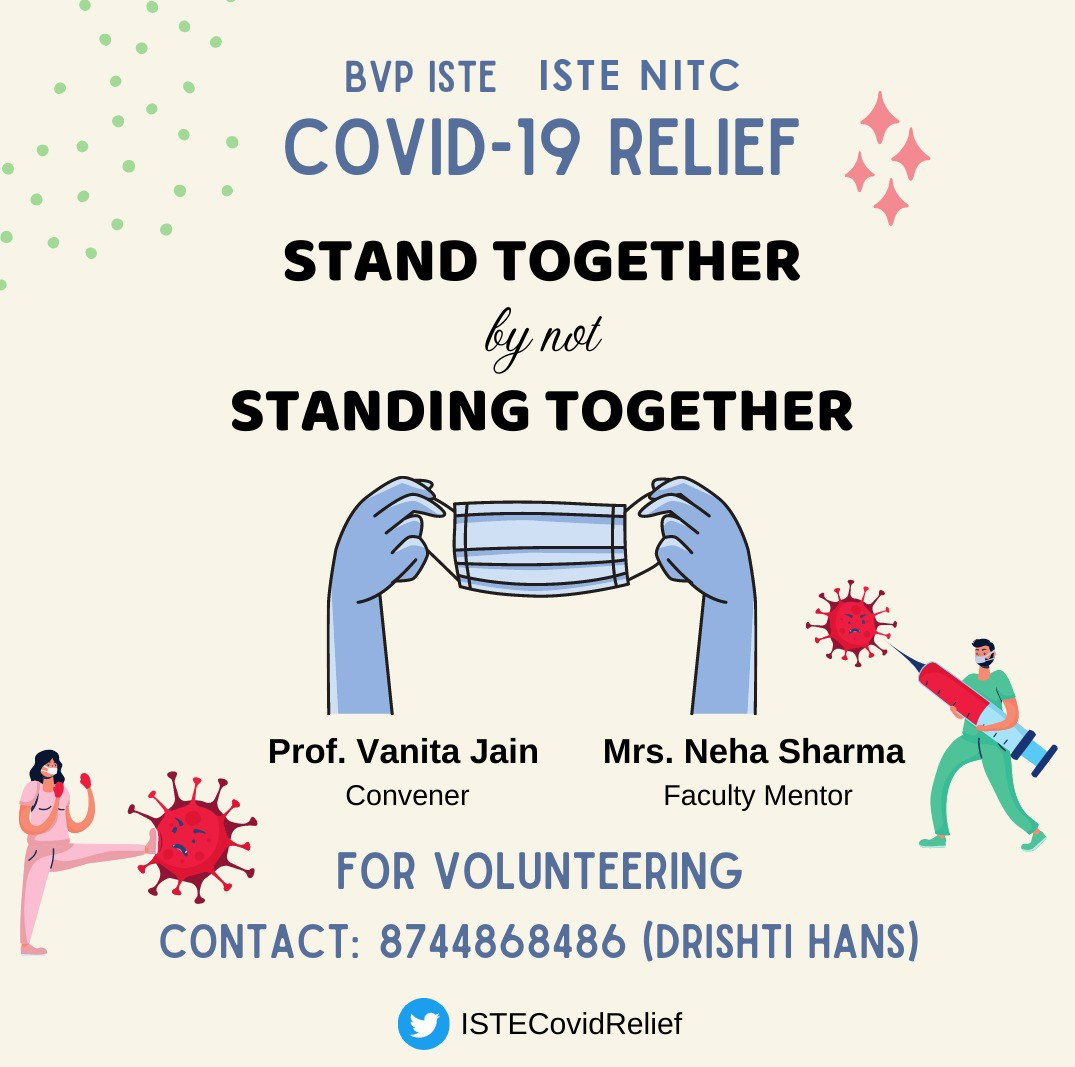 BVP ISTE ISTE NITC
COVID-19 RELIEF
STAND TOGETHER
by not
STANDING TOGETHER
Prof. Vanita Jain
Convener
Mrs. Neha Sharma
Faculty Mentor
FOR VOLUNTEERING
CONTACT: 8744868486 (DRISHTI HANS)
ISTECovidRelief